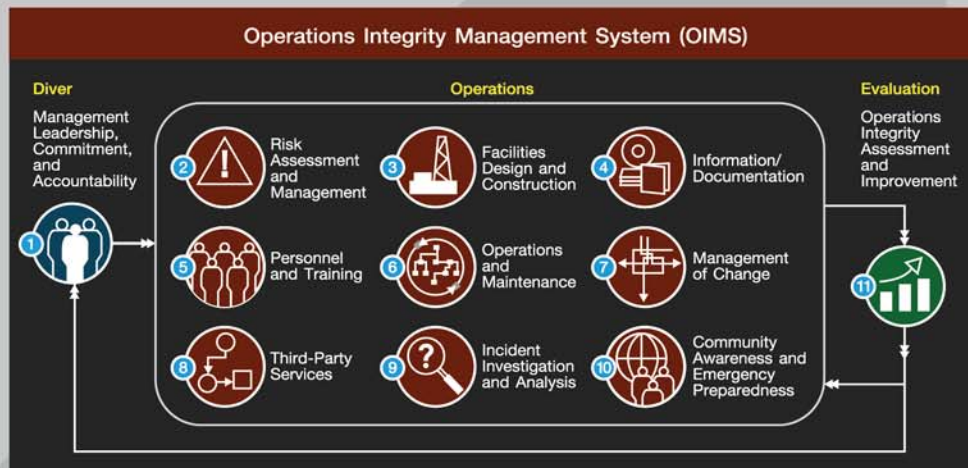 Operations Integrity Management System (OIMS)
Diver
Management
Leadership,
Commitment,
and
Accountability
1
Operations
2
Risk
Assessment
and
Management
3
Facilities
Design and
Construction
4
Information/
Documentation
5
Personnel
and Training
6
Operations
and
Maintenance
7
Management
of Change
8
Third-Party
Services
9
Incident
Investigation
and Analysis
10
Community
Awareness and
Emergency
Preparedness
Evaluation
Operations
Integrity
Assessment
and
Improvement
11